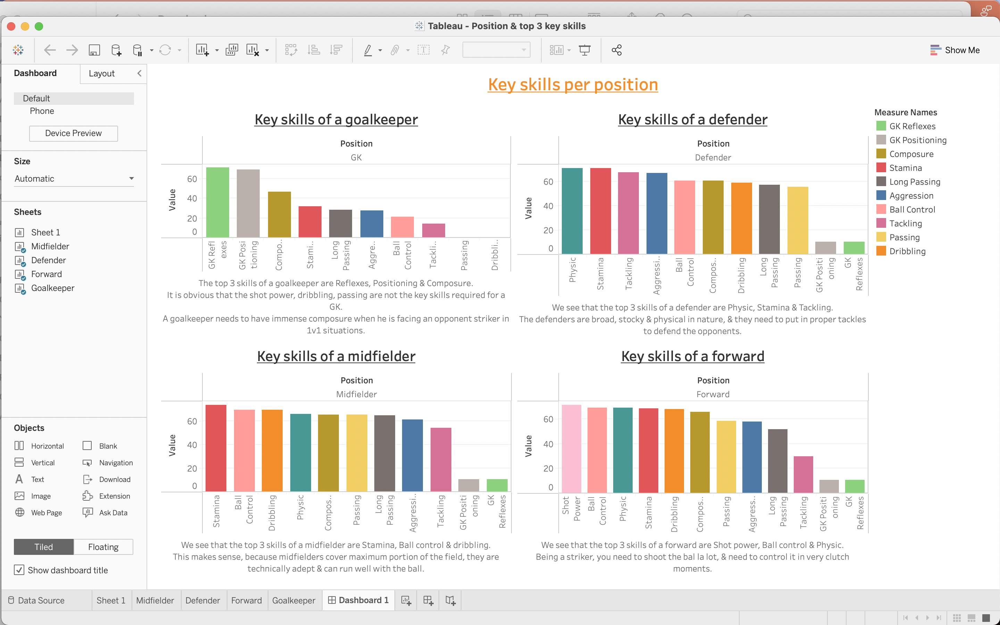 Tableau - Position & top 3 key skills
Show Me
Dashboard
Layout
Default
Phone
Device Preview
Size
Automatic
Sheets
Sheet 1
Midfielder
Defender
Forward
Goalkeeper
Objects
Horizontal
Blank
Vertical
Navigation
Text
Download
Image
Extension
Web Page
Ask Data
Tiled
Floating
Show dashboard title
Key skills per position
Key skills of a goalkeeper
Position
GK
Value
60
40
20
0
GK Refl
exes
GK Posi
tioning
Compo..
Stami..
Long
Passing
Aggre..
Ball
Control
Tackli..
Passing
Dribbli..
The top 3 skills of a goalkeeper are Reflexes, Positioning & Composure.
It is obvious that the shot power, dribbling, passing are not the key skills required for a
GK.
A goalkeeper needs to have immense composure when he is facing an opponent striker in
1v1 situations.
Key skills of a defender
Position
Defender
Value
60
40
20
0
Physic
Stamina
Tackling
Aggressi..
Ball
Control
Compos..
Dribbling
Long
Passing
Passing
GK Positi
oning
GK
Reflexes
We see that the top 3 skills of a defender are Physic, Stamina & Tackling.
The defenders are broad, stocky & physical in nature, & they need to put in proper tackles
to defend the opponents.
Measure Names
GK Reflexes
GK Positioning
Composure
Stamina
Long Passing
Aggression
Ball Control
Tackling
Passing
Dribbling
Key skills of a midfielder
Position
Midfielder
Value
60
40
20
0
Stamina
Ball
Control
Dribbling
Physic
Compos..
Passing
Long
Passing
Aggressi..
Tackling
GK Positi
oning
GK
Reflexes
We see that the top 3 skills of a midfielder are Stamina, Ball control & dribbling.
This makes sense, because midfielders cover maximum portion of the field, they are
technically adept & can run well with the ball.
Key skills of a forward
Position
Forward
Value
60
40
20
0
Shot
Power
Ball
Control
Physic
Stamina
Dribbling
Compos..
Passing
Aggress..
Long
Passing
Tackling
GK Positi
oning
GK
Reflexes
We see that the top 3 skills of a forward are Shot power, Ball control & Physic.
Being a striker, you need to shoot the bal la lot, & need to control it in very clutch
moments.
Data Source
Sheet 1
Midfielder
Defender
Forward
Goalkeeper
Dashboard 1